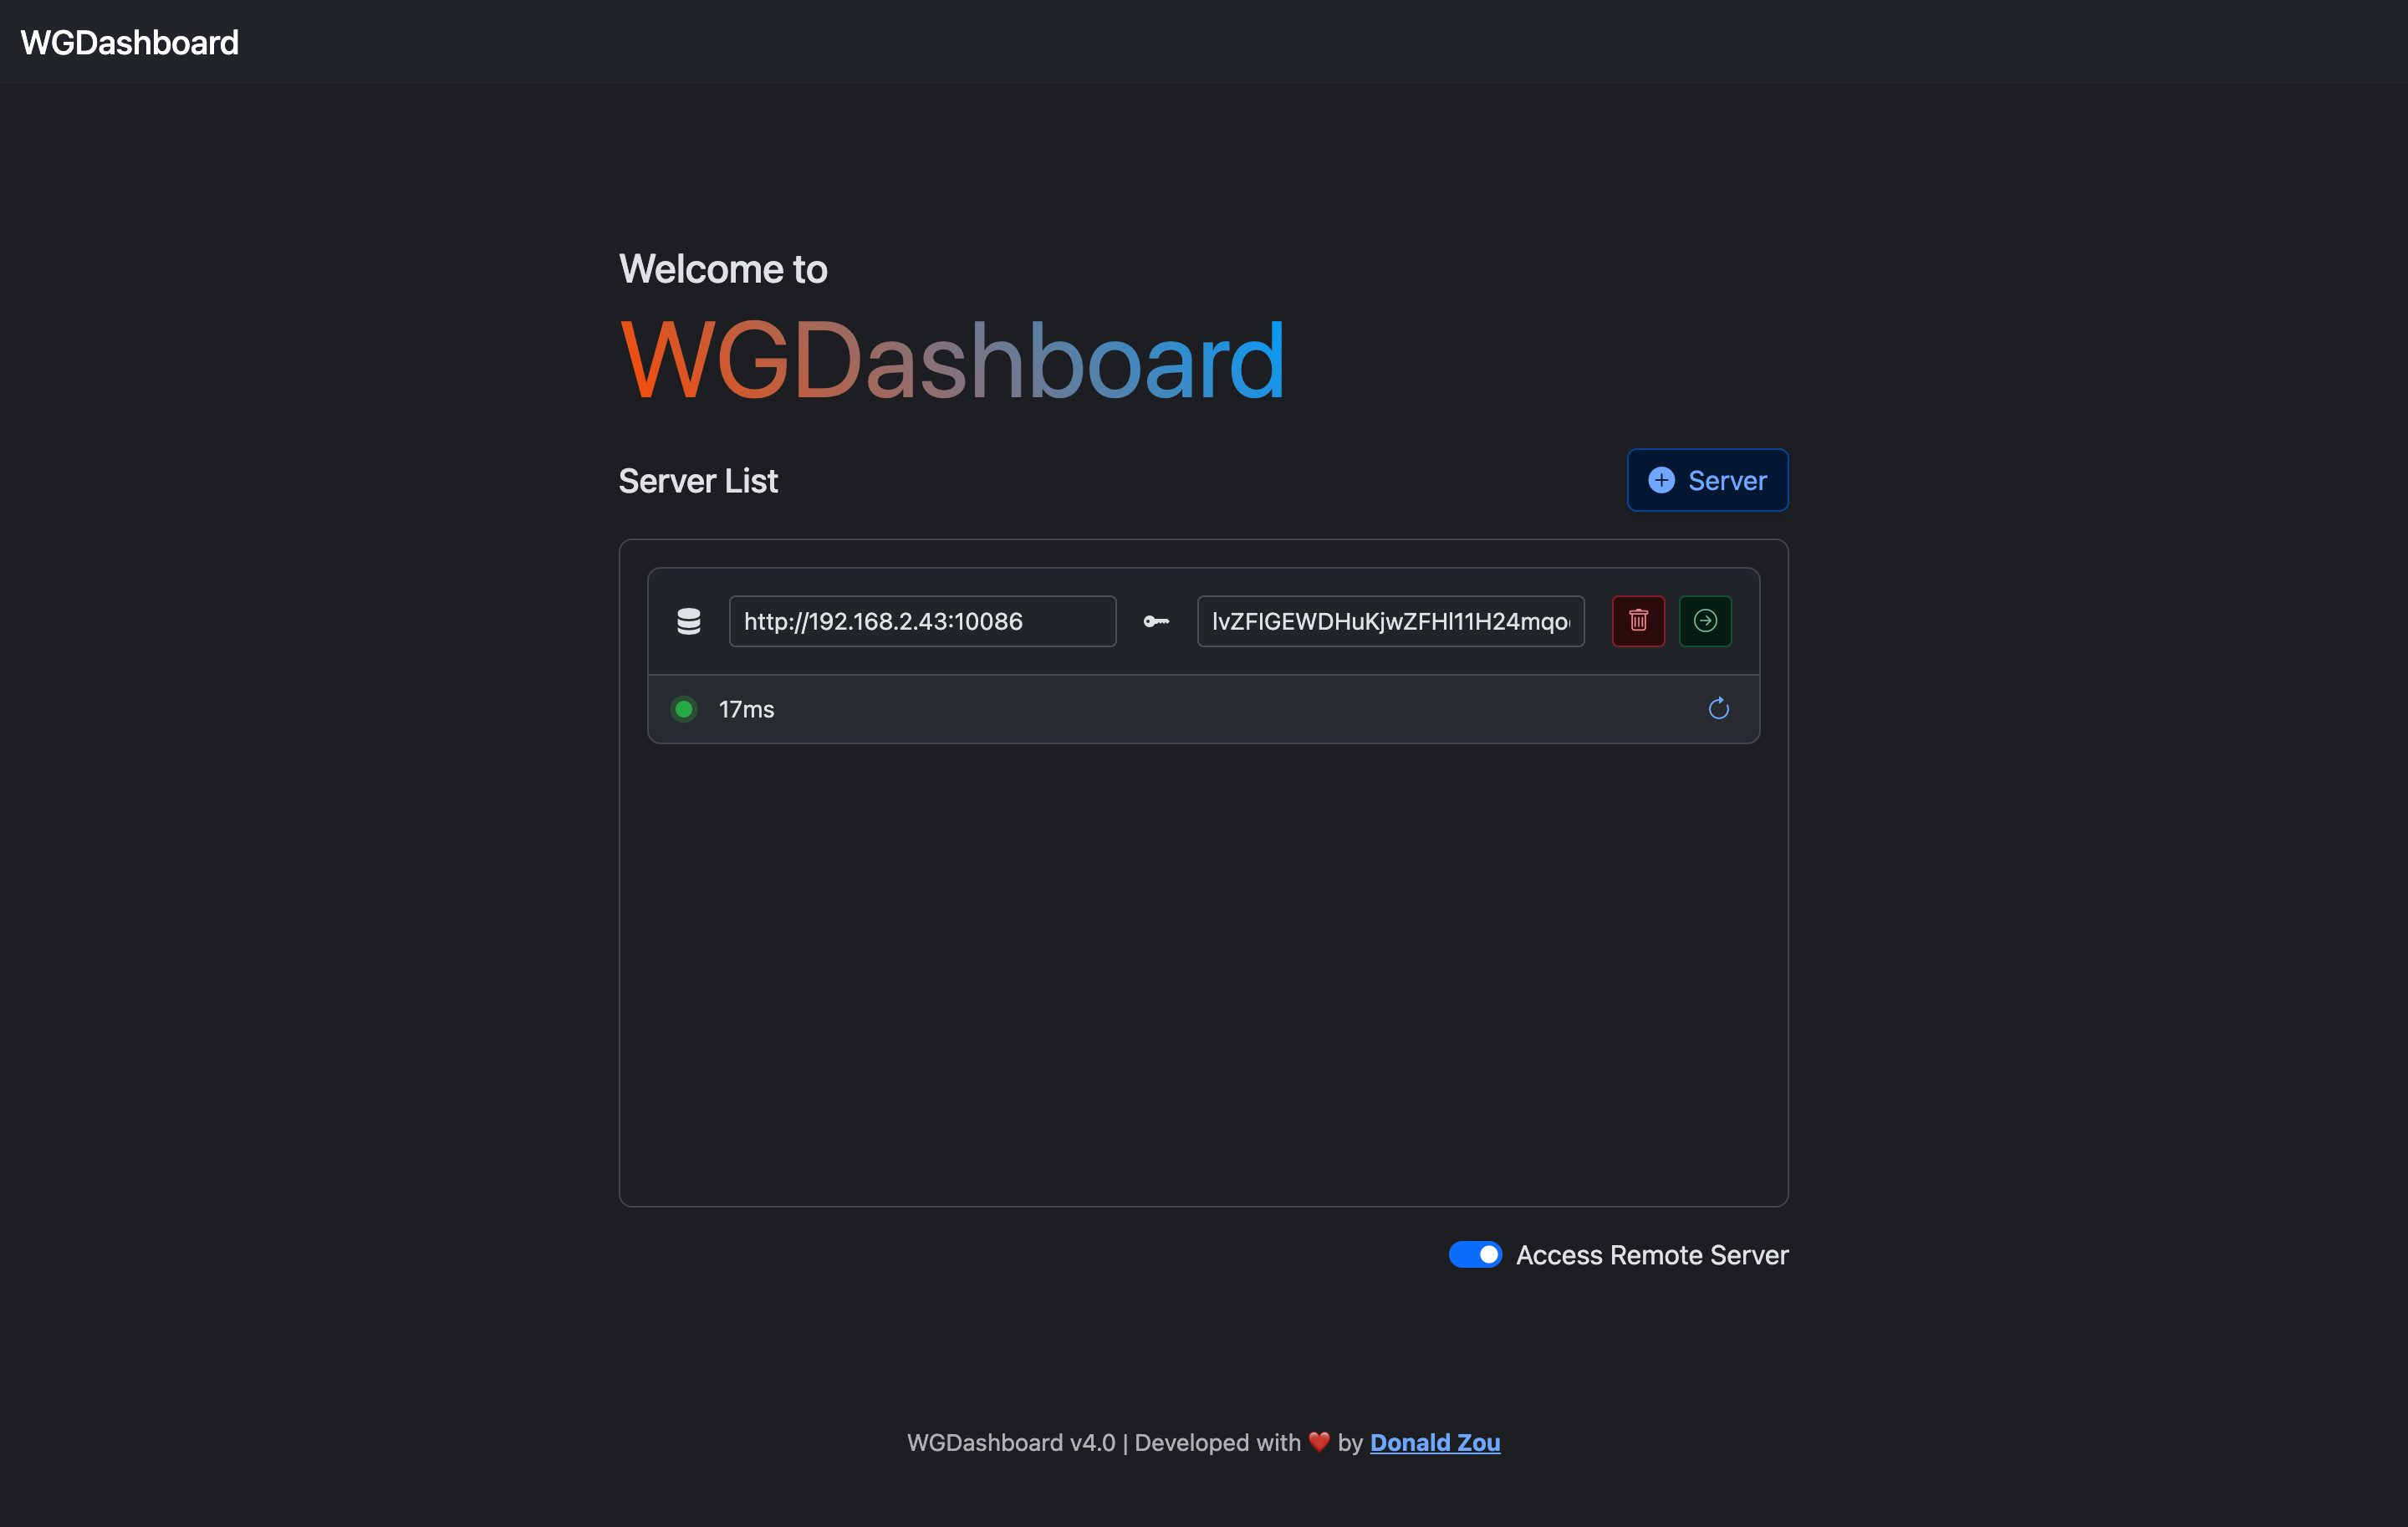 WGDashboard
Welcome to
WGDashboard
Server List
Server
http://192.168.2.43:10086
17ms
Access Remote Server
WGDashboard v4.0 | Developed with ❤️ by Donald Zou